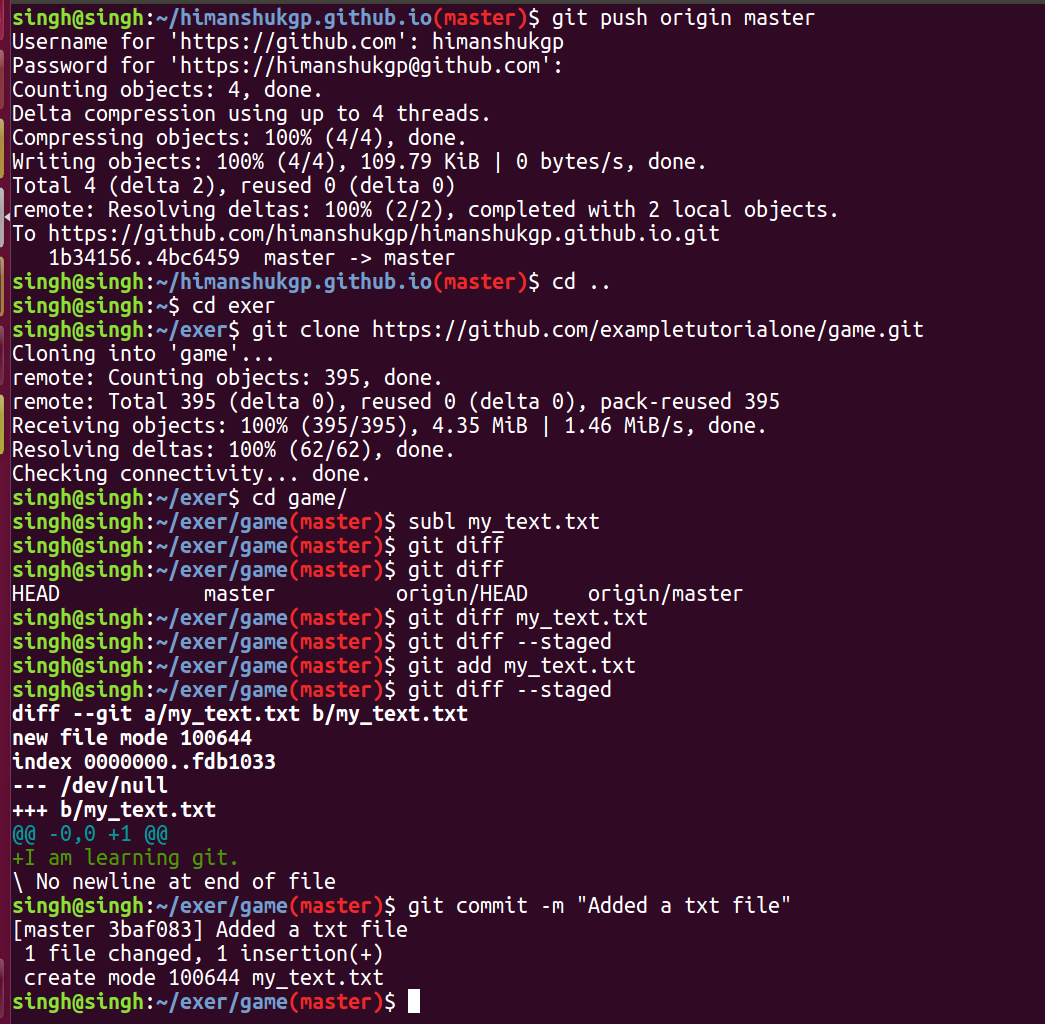 singh@singh:~/himanshukgp.github.io(master)$ git push origin master
Username for 'https://github.com': himanshukgp
Password for 'https://himanshukgp@github.com':
Counting objects: 4, done.
Delta compression using up to 4 threads.
Compressing objects: 100% (4/4), done.
Writing objects: 100% (4/4), 109.79 KiB | 0 bytes/s, done.
Total 4 (delta 2), reused 0 (delta 0)
remote: Resolving deltas: 100% (2/2), completed with 2 local objects.
To https://github.com/himanshukgp/himanshukgp.github.io.git
   1b34156..4bc6459  master -> master
singh@singh:~/himanshukgp.github.io(master)$ cd ..
singh@singh:~$ cd exer
singh@singh:~/exer$ git clone https://github.com/exampletutorialone/game.git
Cloning into 'game'...
remote: Counting objects: 395, done.
remote: Total 395 (delta 0), reused 0 (delta 0), pack-reused 395
Receiving objects: 100% (395/395), 4.35 MiB | 1.46 MiB/s, done.
Resolving deltas: 100% (62/62), done.
Checking connectivity... done.
singh@singh:~/exer$ cd game/
singh@singh:~/exer/game(master)$ subl my_text.txt
singh@singh:~/exer/game(master)$ git diff
singh@singh:~/exer/game(master)$ git diff
HEAD            master          origin/HEAD     origin/master
singh@singh:~/exer/game(master)$ git diff my_text.txt
singh@singh:~/exer/game(master)$ git diff --staged
singh@singh:~/exer/game(master)$ git add my_text.txt
singh@singh:~/exer/game(master)$ git diff --staged
diff --git a/my_text.txt b/my_text.txt
new file mode 100644
index 0000000..fdb1033
--- /dev/null
+++ b/my_text.txt
@@ -0,0 +1 @@
+I am learning git.
\ No newline at end of file
singh@singh:~/exer/game(master)$ git commit -m "Added a txt file"
[master 3baf083] Added a txt file
 1 file changed, 1 insertion(+)
 create mode 100644 my_text.txt
singh@singh:~/exer/game(master)$